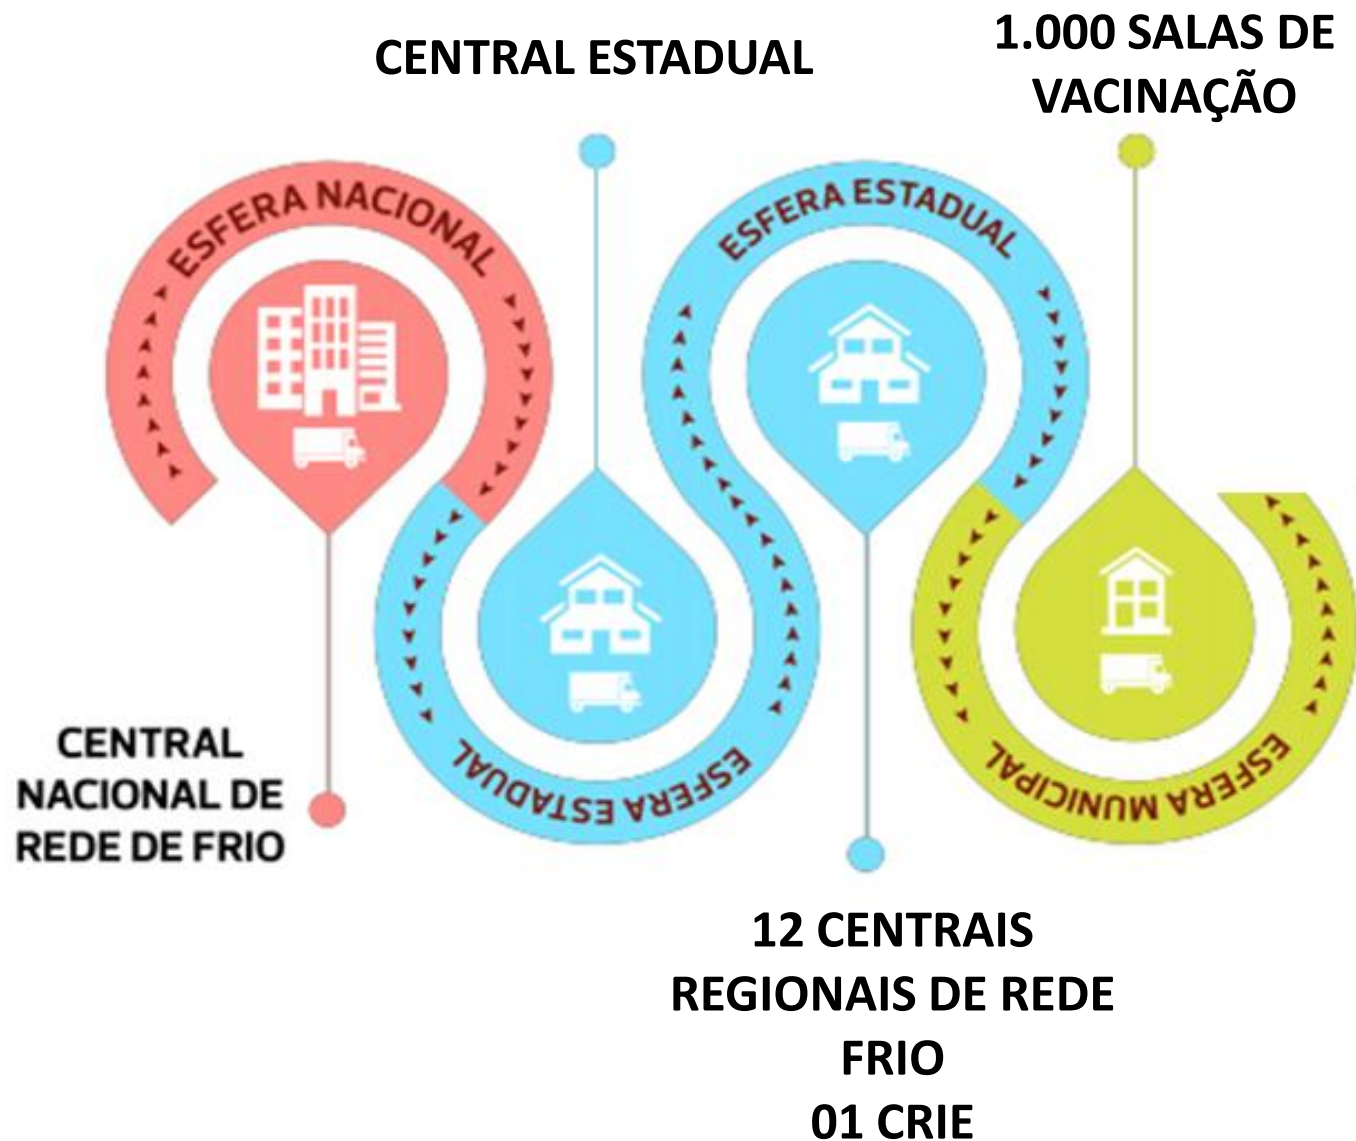 CENTRAL ESTADUAL
1.000 SALAS DE
VACINAÇÃO
ESFERA NACIONAL
ESFERA ESTADUAL
ESFERA ESTADUAL
ESFERA MUNICIPAL
CENTRAL
NACIONAL DE
REDE DE FRIO
12 CENTRAIS
REGIONAIS DE REDE
FRIO
01 CRIE